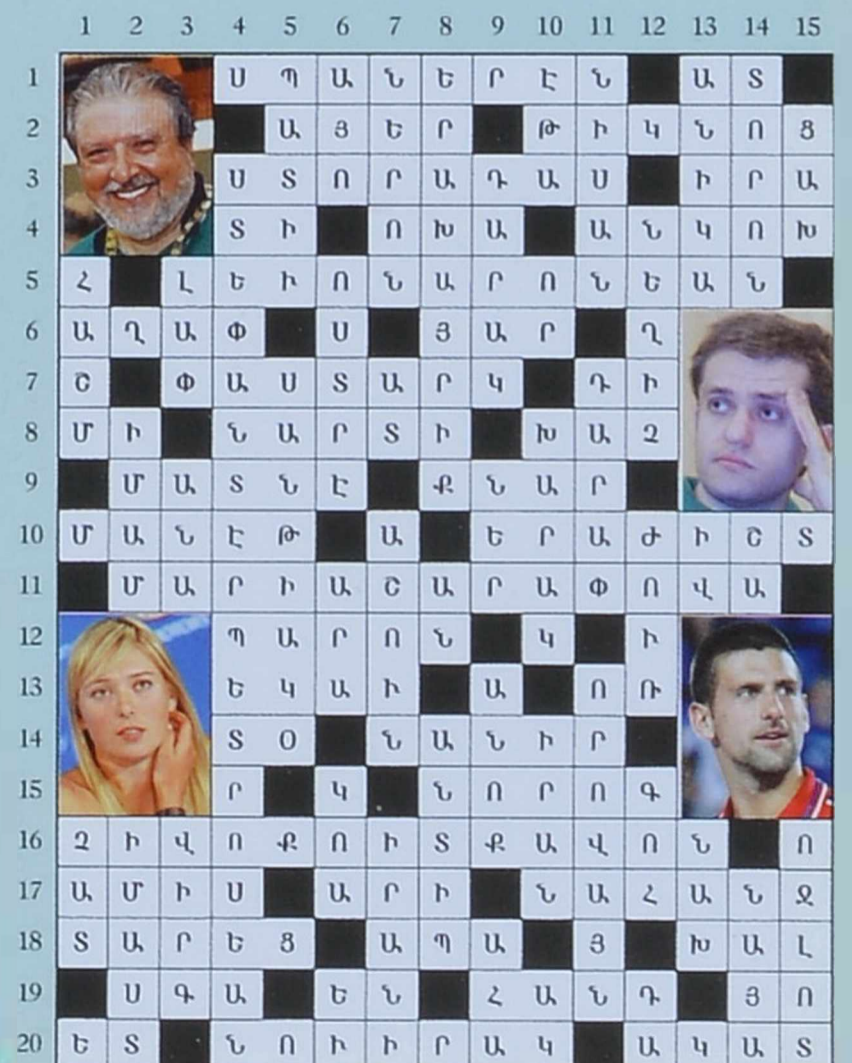 1 2 3 4 5 6 7 8 9 10 11 12 13 14 15
1 Ս Պ Ա Ն Ե Ր Է Ն Ա Տ
2 Ա Յ Ե Ր Թ Ի Կ Ն Ո Ց
3 Ս Տ Ո Ր Ա Դ Ա Ս Ի Ր Ա
4 Տ Ի Ո Խ Ա Ա Ն Կ Ո Խ
5 Հ Լ Ե Ւ Ո Ն Ա Ր Ո Ն Ե Ա Ն
6 Ա Ղ Ա Փ Ս Յ Ա Ր Ղ
7 Շ Փ Ա Ս Տ Ա Ր Կ Դ Ի
8 Մ Ի Ն Ա Ր Տ Ի Խ Ա Չ
9 Մ Ա Տ Ն Է Ք Ն Ա Ր
10 Մ Ա Ն Է Թ Ա Ե Ր Ա Ժ Ի Շ Տ
11 Մ Ա Ր Ի Ա Շ Ա Ր Ա Փ Ո Վ Ա
12 Պ Ա Ր Ո Ն Կ Ւ
13 Ե Կ Ա Ւ Ա Ո Ռ
14 Տ Օ Ն Ա Ն Ի Ր
15 Ր Կ Ն Ո Ր Ո Գ
16 Չ Ի Վ Ո Ք Ո Ի Տ Ք Ա Վ Ո Ն Ո
17 Ա Մ Ի Ս Ա Ր Ի Ն Ա Հ Ա Ն Ջ
18 Տ Ա Ր Ե Ց Ա Պ Ա Յ Խ Ա Լ
19 Ս Գ Ա Ե Ն Հ Ա Ն Դ Յ Ո
20 Ե Տ Ն Ո Ւ Ի Ր Ա Կ Ա Կ Ա Տ